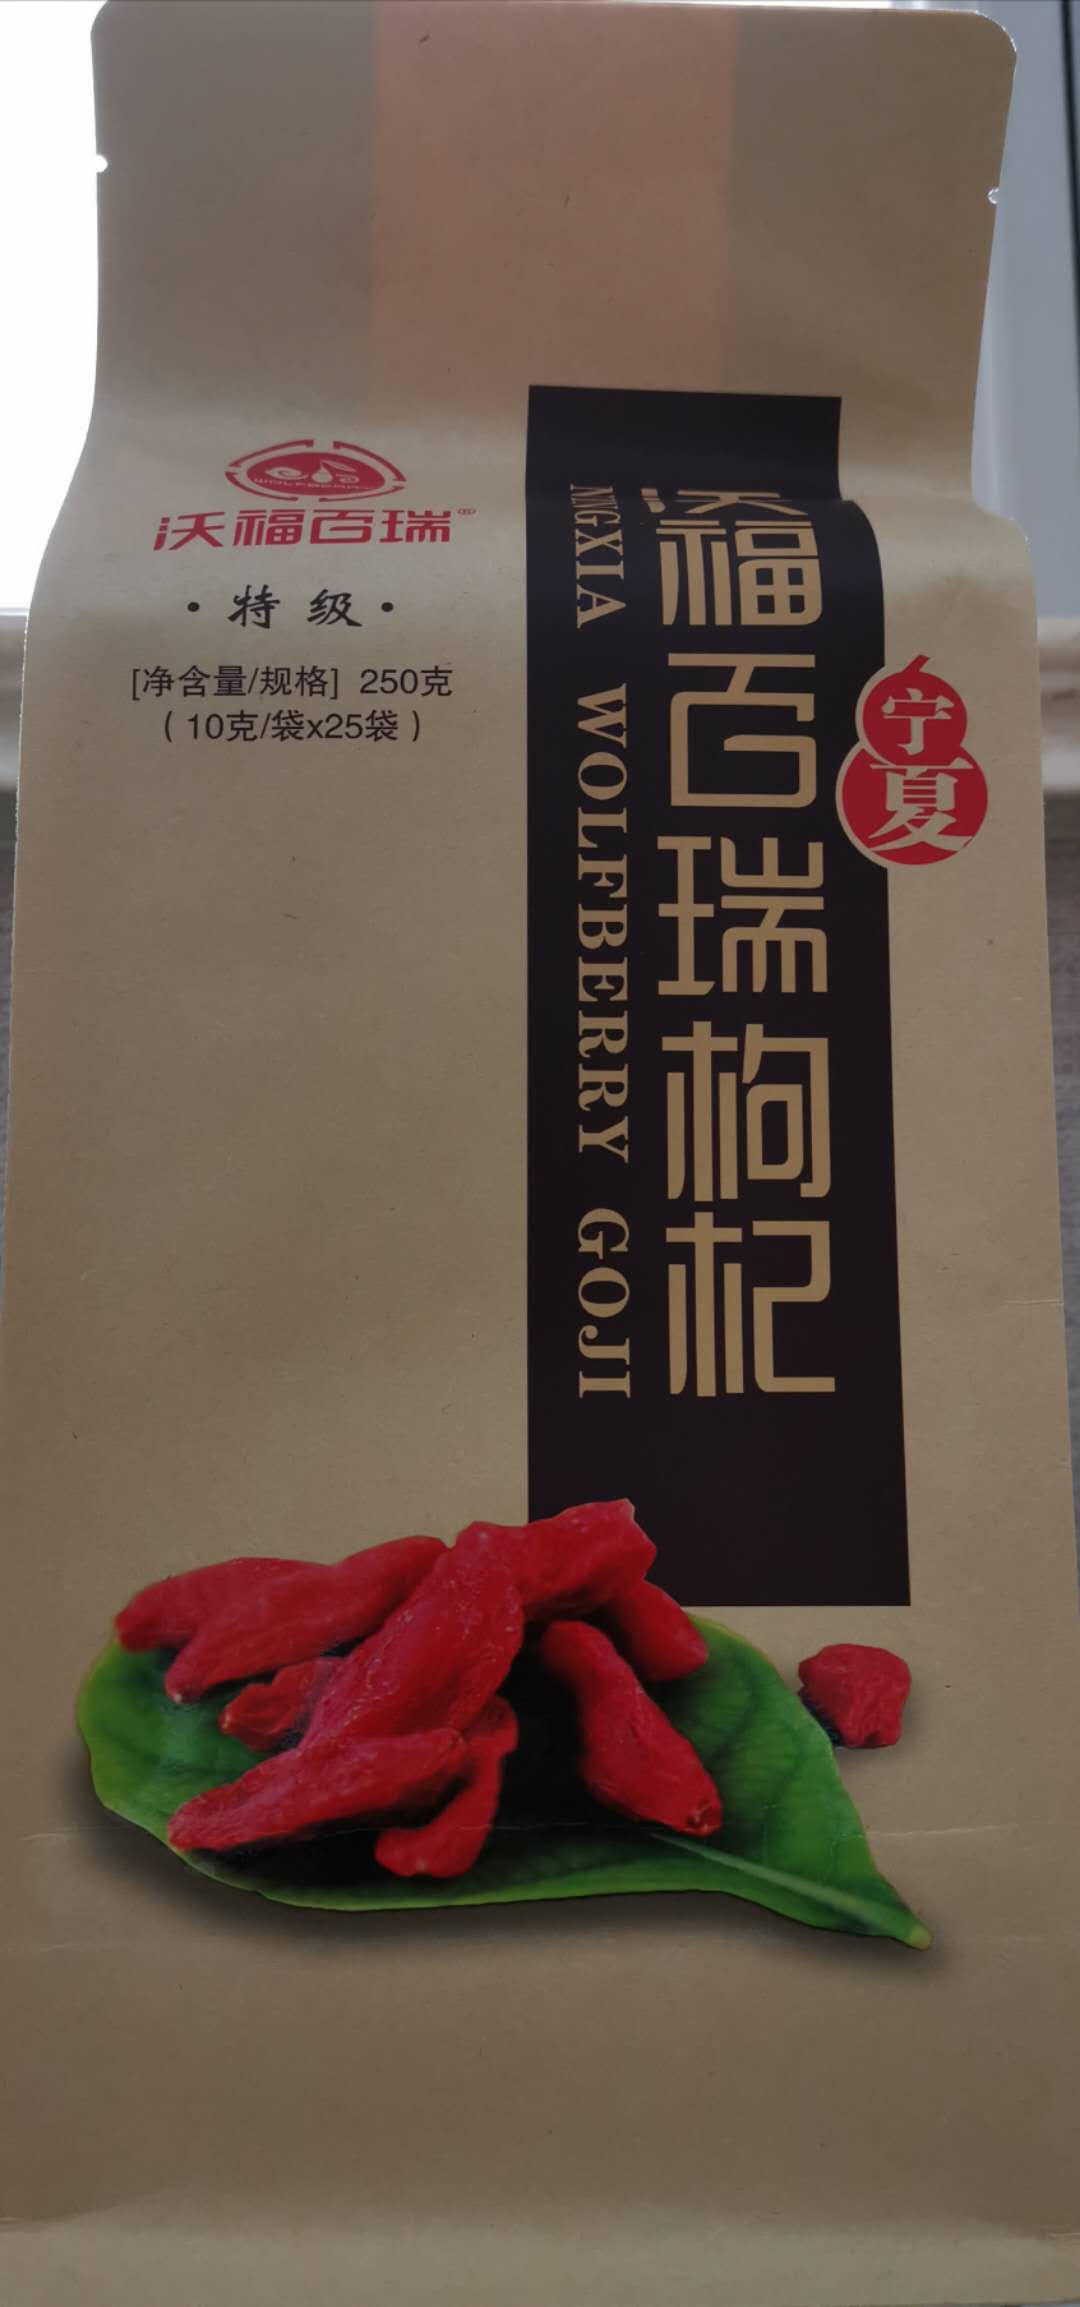 WOLFBERRY
沃福百瑞®
·特级·
[净含量/规格] 250克
（10克/袋x25袋）
沃福百瑞枸杞
NINGXIA WOLFBERRY GOJI
宁夏